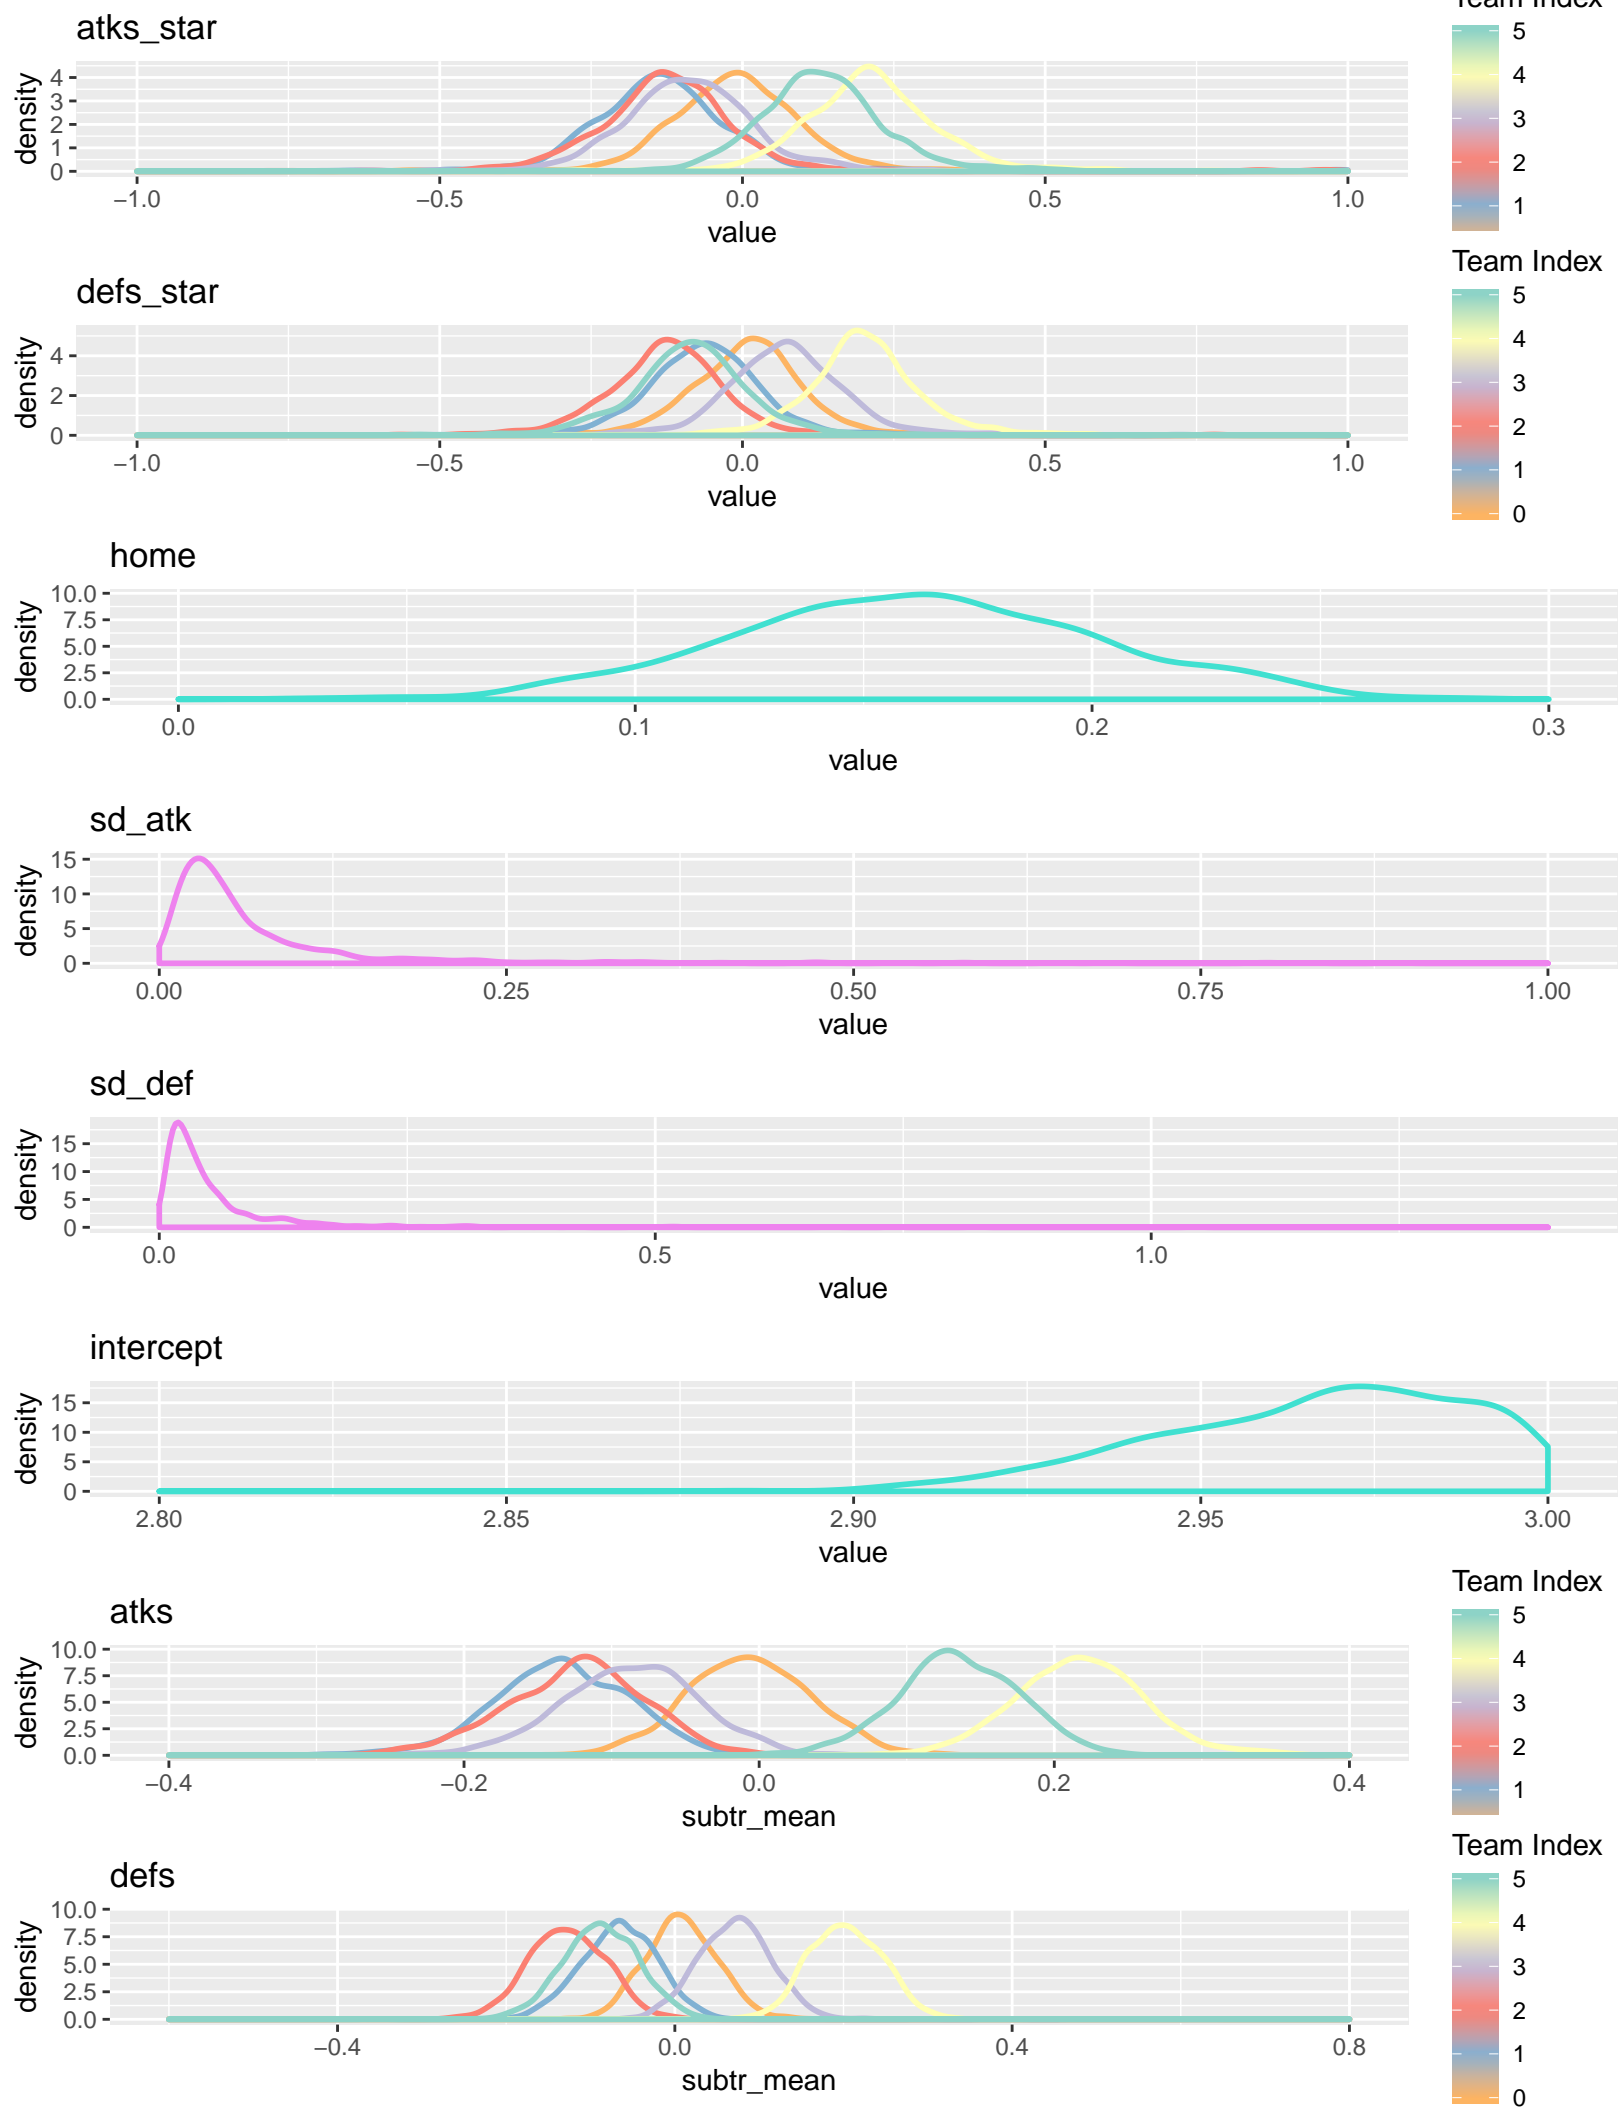 Team Index
atks_star
5
4
3
2
1
density
4
3
2
1
0
−1.0 −0.5 0.0 0.5 1.0
value
Team Index
defs_star
5
4
3
2
1
0
density
4
2
0
−1.0 −0.5 0.0 0.5 1.0
value
home
density
10.0
7.5
5.0
2.5
0.0
0.0 0.1 0.2 0.3
value
sd_atk
density
15
10
5
0
0.00 0.25 0.50 0.75 1.00
value
sd_def
density
15
10
5
0
0.0 0.5 1.0
value
intercept
density
15
10
5
0
2.80 2.85 2.90 2.95 3.00
value
Team Index
atks
5
4
3
2
1
density
10.0
7.5
5.0
2.5
0.0
−0.4 −0.2 0.0 0.2 0.4
subtr_mean
Team Index
defs
5
4
3
2
1
0
density
10.0
7.5
5.0
2.5
0.0
−0.4 0.0 0.4 0.8
subtr_mean